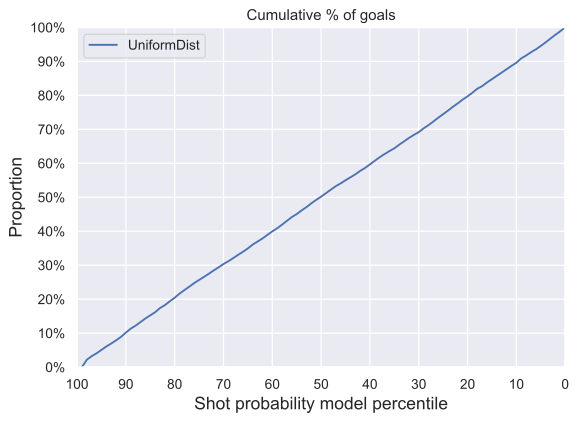 Cumulative % of goals
100%
90%
80%
70%
60%
50%
40%
30%
20%
10%
0%
Proportion
UniformDist
100 90 80 70 60 50 40 30 20 10 0
Shot probability model percentile